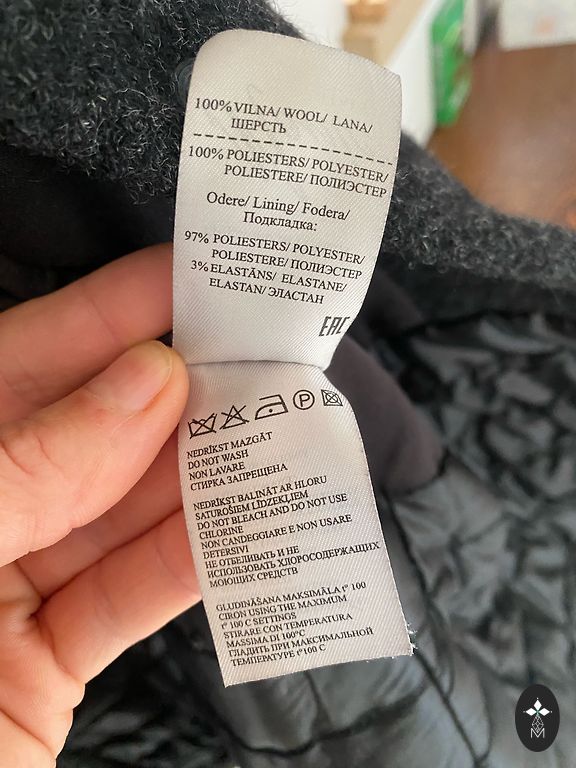 100% VILNA/ WOOL/ LANA/
ШЕРСТЬ
100% POLIESTERS/ POLYESTER/
POLIESTERE/ ПОЛИЭСТЕР
Odere/ Lining/ Fodera/
Подкладка:
97% POLIESTERS/ POLYESTER/
POLIESTERE/ ПОЛИЭСТЕР
3% ELASTĀNS/ ELASTANE/
ELASTAN/ ЭЛАСТАН
EAC
P
NEDRĪKST MAZGĀT
DO NOT WASH
NON LAVARE
СТИРКА ЗАПРЕЩЕНА
NEDRĪKST BALINĀT AR HLORU
SATUROŠIEM LĪDZEKĻIEM
DO NOT BLEACH AND DO NOT USE
CHLORINE
NON CANDEGGIARE E NON USARE
DETERSIVI
НЕ ОТБЕЛИВАТЬ И НЕ
ИСПОЛЬЗОВАТЬ ХЛОРОСОДЕРЖАЩИХ
МОЮЩИХ СРЕДСТВ
GLUDINĀŠANA MAKSIMĀLA t° 100
CIRON USING THE MAXIMUM
t° 100 C SETTINGS
STIRARE CON TEMPERATURA
MASSIMA DI 100°C
ГЛАДИТЬ ПРИ МАКСИМАЛЬНОЙ
ТЕМПЕРАТУРЕ t°100 C
M